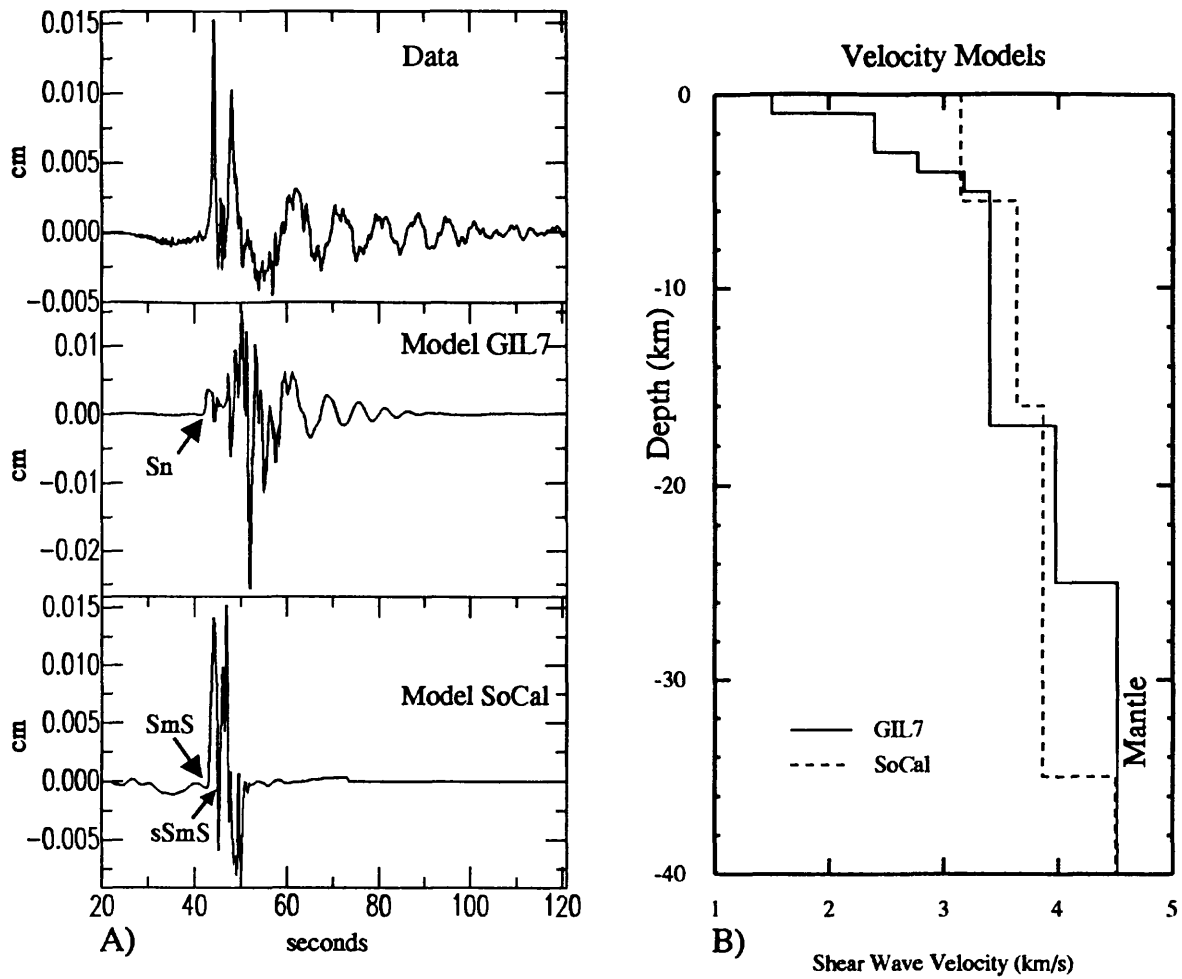 0.015
0.010
0.005
0.000
−0.005
cm
Data
0.01
0.00
−0.01
−0.02
cm
Model GIL7
Sn
0.015
0.010
0.005
0.000
−0.005
cm
Model SoCal
SmS
sSmS
20 40 60 80 100 120
seconds
A)
Velocity Models
0
-10
-20
-30
-40
Depth (km)
GIL7
SoCal
Mantle
1 2 3 4 5
Shear Wave Velocity (km/s)
B)